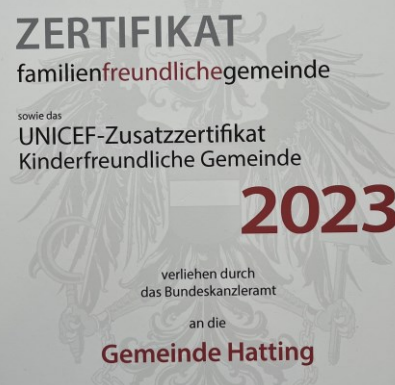 ZERTIFIKAT
familienfreundlichegemeinde
sowie das
UNICEF-Zusatzzertifikat
Kinderfreundliche Gemeinde
2023
verliehen durch
das Bundeskanzleramt
an die
Gemeinde Hatting